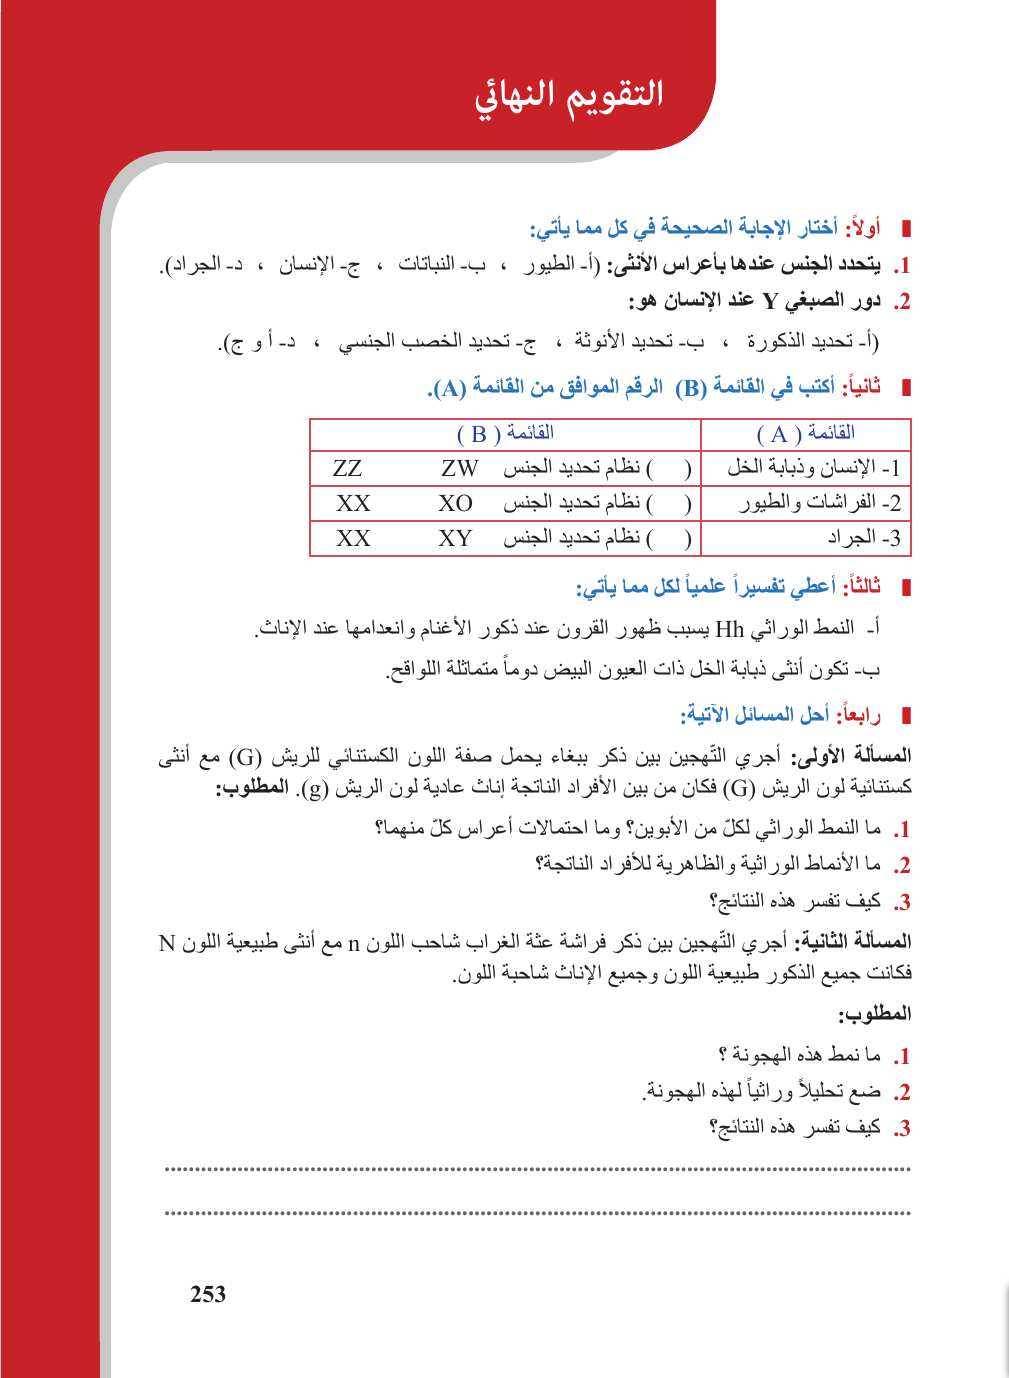 التقويم النهائي
أولاً: أختار الإجابة الصحيحة في كل مما يأتي:
1. يتحدد الجنس عندها بأعراس الأنثى: (أ- الطيور ، ب- النباتات ، ج- الإنسان ، د- الجراد).
2. دور الصبغي Y عند الإنسان هو:
(أ- تحديد الذكورة ، ب- تحديد الأنوثة ، ج- تحديد الخصب الجنسي ، د- أ و ج).
ثانياً: أكتب في القائمة (B) الرقم الموافق من القائمة (A).
القائمة ( A ) القائمة ( B )
1- الإنسان وذبابة الخل ( ) نظام تحديد الجنس ZW ZZ
2- الفراشات والطيور ( ) نظام تحديد الجنس XO XX
3- الجراد ( ) نظام تحديد الجنس XY XX
ثالثاً: أعطي تفسيراً علمياً لكل مما يأتي:
أ- النمط الوراثي Hh يسبب ظهور القرون عند ذكور الأغنام وانعدامها عند الإناث.
ب- تكون أنثى ذبابة الخل ذات العيون البيض دوماً متماثلة اللواقح.
رابعاً: أحل المسائل الآتية:
المسألة الأولى: أجري التّهجين بين ذكر ببغاء يحمل صفة اللون الكستنائي للريش (G) مع أنثى
كستنائية لون الريش (G) فكان من بين الأفراد الناتجة إناث عادية لون الريش (g). المطلوب:
1. ما النمط الوراثي لكلّ من الأبوين؟ وما احتمالات أعراس كلّ منهما؟
2. ما الأنماط الوراثية والظاهرية للأفراد الناتجة؟
3. كيف تفسر هذه النتائج؟
المسألة الثانية: أجري التّهجين بين ذكر فراشة عثة الغراب شاحب اللون n مع أنثى طبيعية اللون N
فكانت جميع الذكور طبيعية اللون وجميع الإناث شاحبة اللون.
المطلوب:
1. ما نمط هذه الهجونة ؟
2. ضع تحليلاً وراثياً لهذه الهجونة.
3. كيف تفسر هذه النتائج؟
253